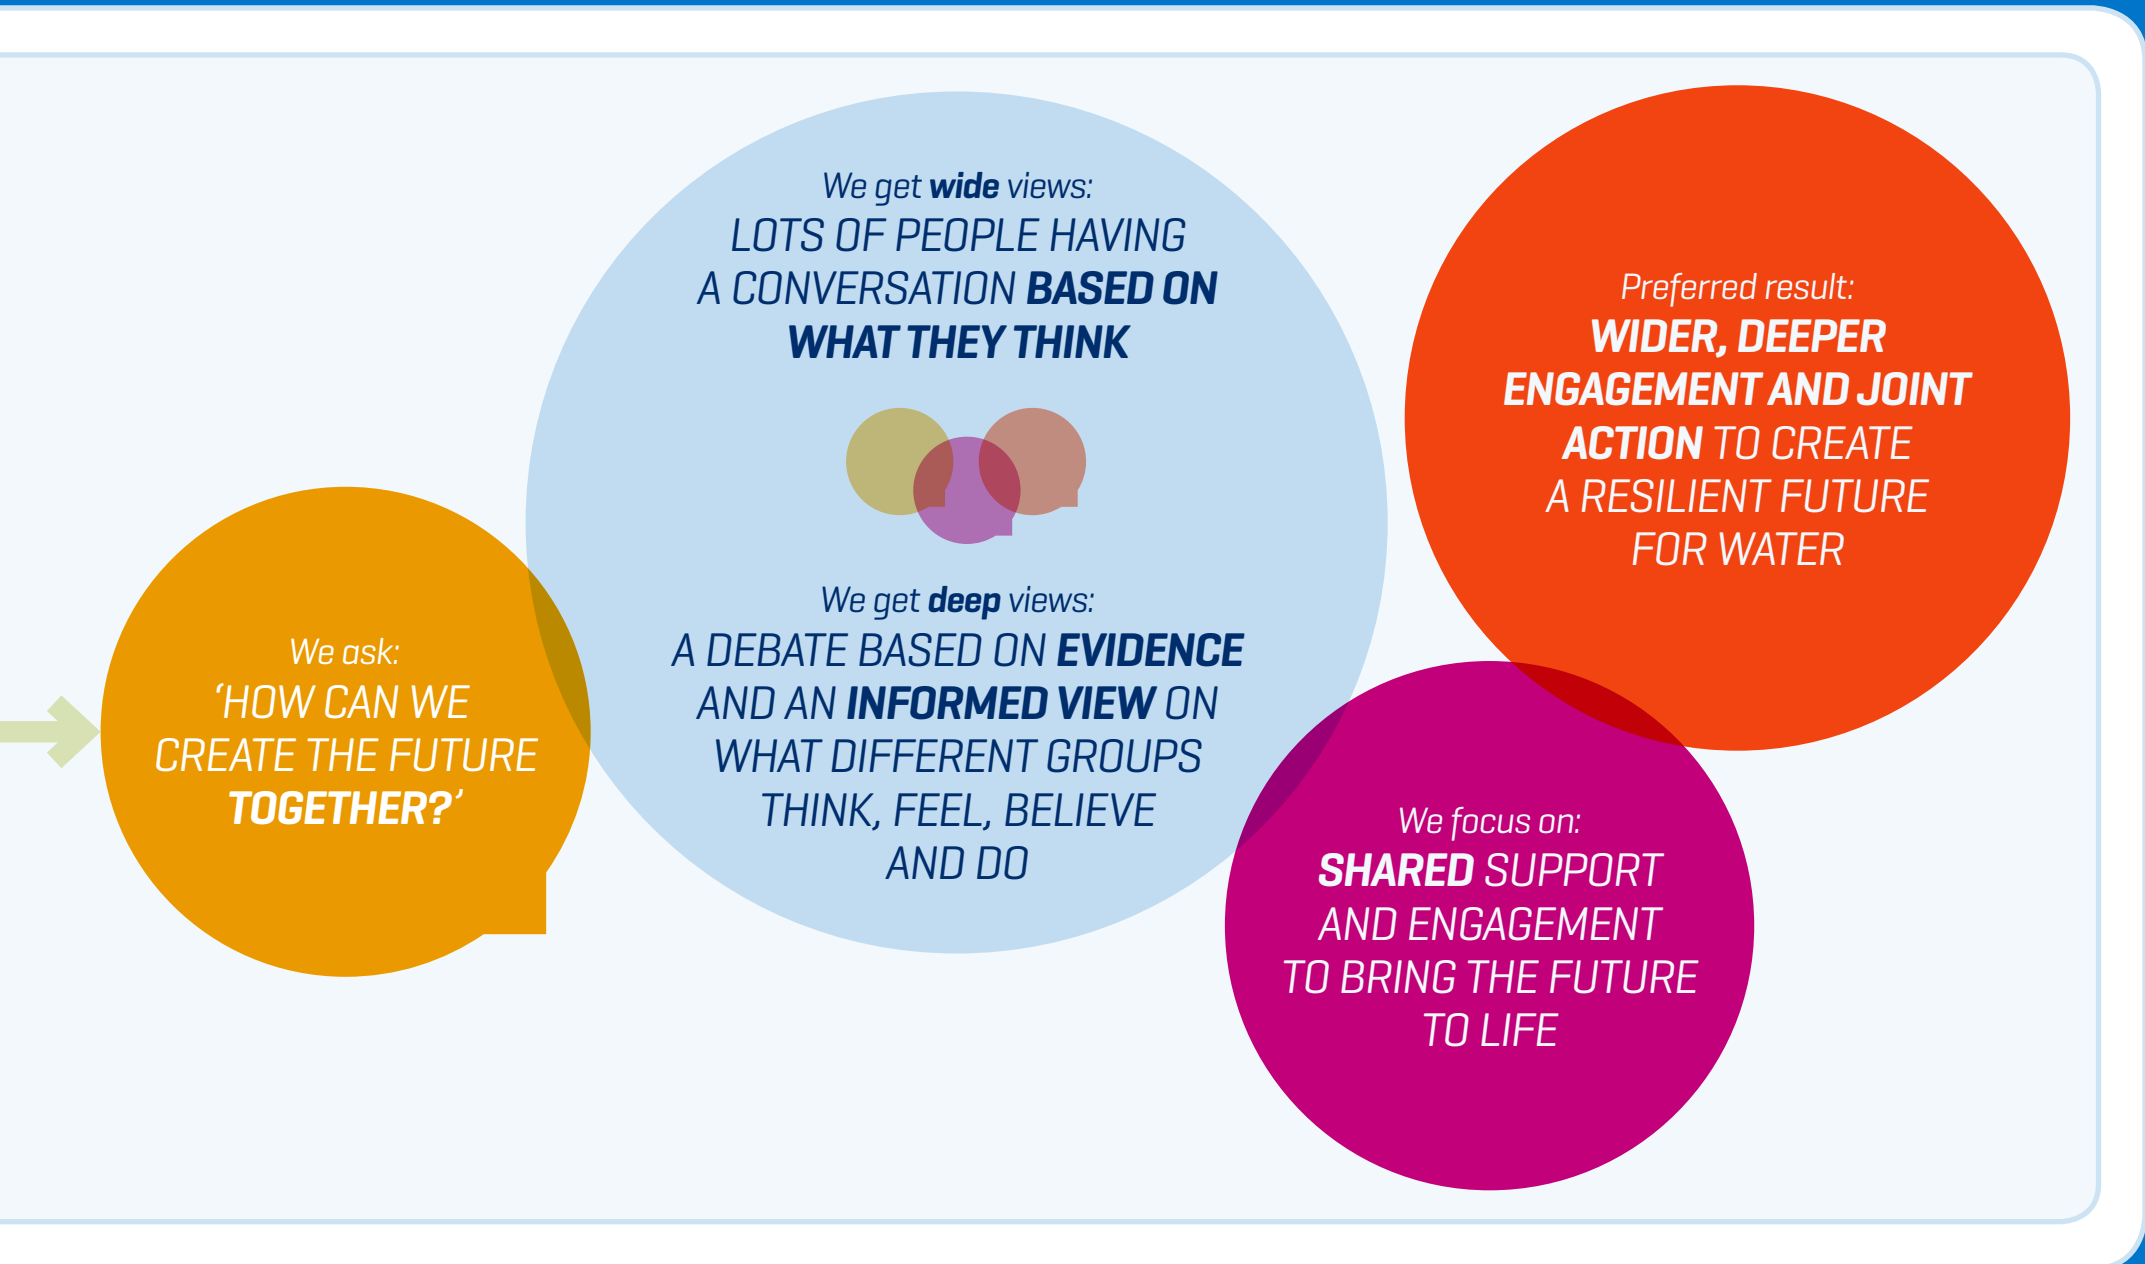 We ask:
‘HOW CAN WE
CREATE THE FUTURE
TOGETHER?’
We get wide views:
LOTS OF PEOPLE HAVING
A CONVERSATION BASED ON
WHAT THEY THINK
We get deep views:
A DEBATE BASED ON EVIDENCE
AND AN INFORMED VIEW ON
WHAT DIFFERENT GROUPS
THINK, FEEL, BELIEVE
AND DO
We focus on:
SHARED SUPPORT
AND ENGAGEMENT
TO BRING THE FUTURE
TO LIFE
Preferred result:
WIDER, DEEPER
ENGAGEMENT AND JOINT
ACTION TO CREATE
A RESILIENT FUTURE
FOR WATER